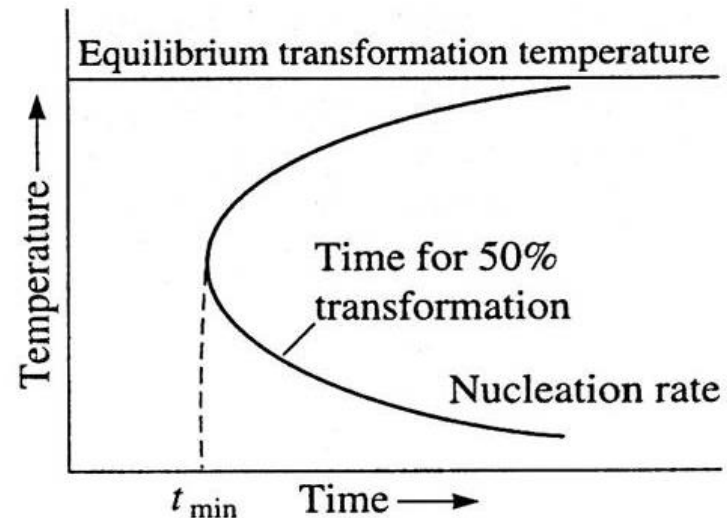 Equilibrium transformation temperature
Temperature
Time for 50%
transformation
Nucleation rate
t min
Time